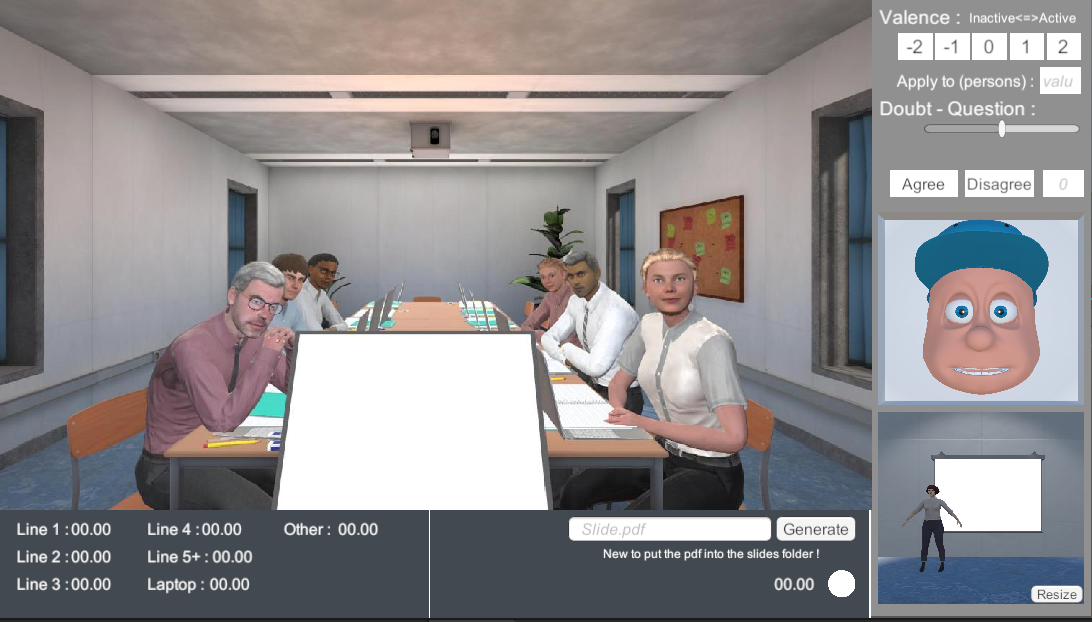 Valence : Inactive<=>Active
-2 -1 0 1 2
Apply to (persons) : valu
Doubt - Question :
Agree Disagree 0
Line 1 :00.00 Line 4 :00.00 Other : 00.00
Line 2 :00.00 Line 5+ : 00.00
Line 3 :00.00 Laptop : 00.00
Slide.pdf Generate
New to put the pdf into the slides folder !
00.00
Resize